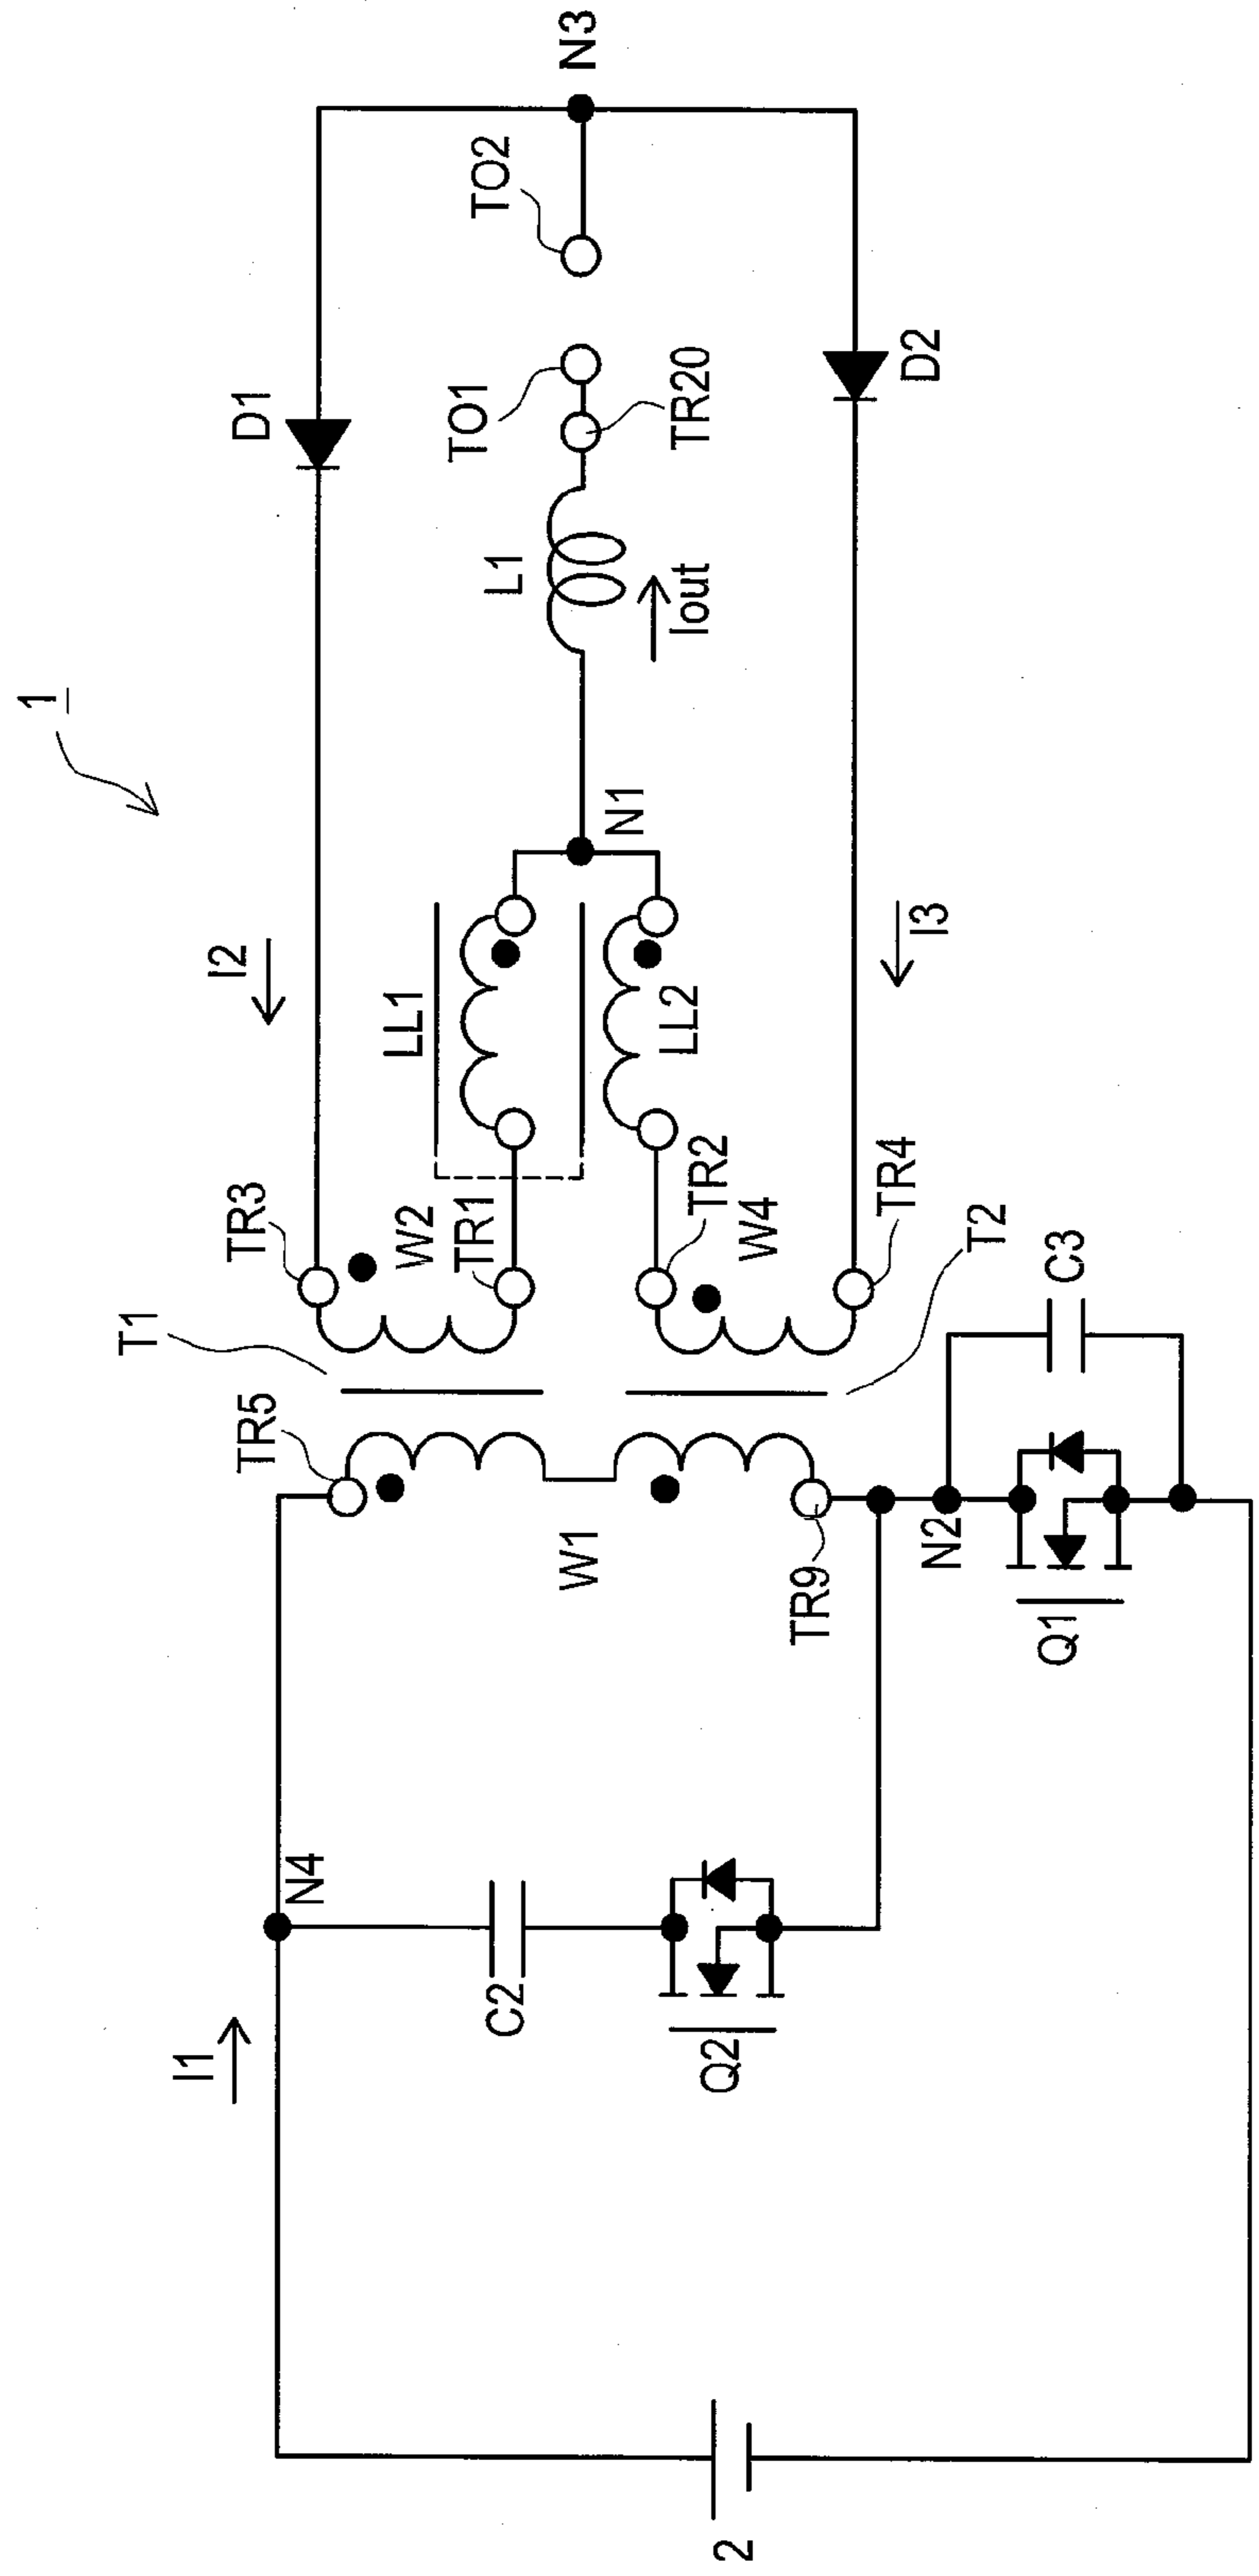 1
N3
D1
TO2
TO1
L1
TR20
Iout
D2
I2
N1
LL1
LL2
I3
TR3
W2
TR1
TR2
W4
TR4
T1
T2
TR5
C3
W1
TR9
N2
Q1
N4
I1
C2
Q2
2